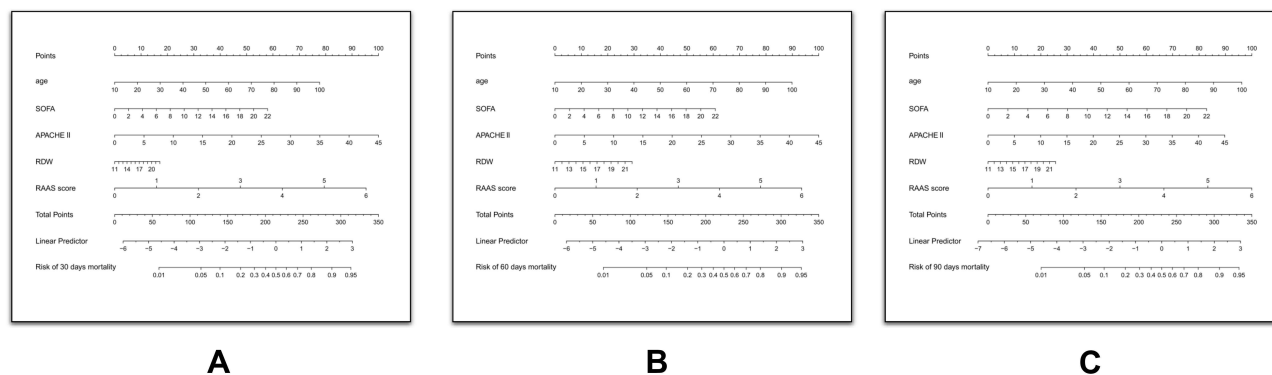 Points
0 10 20 30 40 50 60 70 80 90 100
age
10 20 30 40 50 60 70 80 90 100
SOFA
0 2 4 6 8 10 12 14 16 18 20 22
APACHE II
0 5 10 15 20 25 30 35 40 45
RDW
11 14 17 20
RAAS score
1 3 5
0 2 4 6
Total Points
0 50 100 150 200 250 300 350
Linear Predictor
−6 −5 −4 −3 −2 −1 0 1 2 3
Risk of 30 days mortality
0.01 0.05 0.1 0.2 0.3 0.4 0.5 0.6 0.7 0.8 0.9 0.95
A
Points
0 10 20 30 40 50 60 70 80 90 100
age
10 20 30 40 50 60 70 80 90 100
SOFA
0 2 4 6 8 10 12 14 16 18 20 22
APACHE II
0 5 10 15 20 25 30 35 40 45
RDW
11 13 15 17 19 21
RAAS score
1 3 5
0 2 4 6
Total Points
0 50 100 150 200 250 300 350
Linear Predictor
−6 −5 −4 −3 −2 −1 0 1 2 3
Risk of 60 days mortality
0.01 0.05 0.1 0.2 0.3 0.4 0.5 0.6 0.7 0.8 0.9 0.95
B
Points
0 10 20 30 40 50 60 70 80 90 100
age
10 20 30 40 50 60 70 80 90 100
SOFA
0 2 4 6 8 10 12 14 16 18 20 22
APACHE II
0 5 10 15 20 25 30 35 40 45
RDW
11 13 15 17 19 21
RAAS score
1 3 5
0 2 4 6
Total Points
0 50 100 150 200 250 300 350
Linear Predictor
−7 −6 −5 −4 −3 −2 −1 0 1 2 3
Risk of 90 days mortality
0.01 0.05 0.1 0.2 0.3 0.4 0.5 0.6 0.7 0.8 0.9 0.95
C